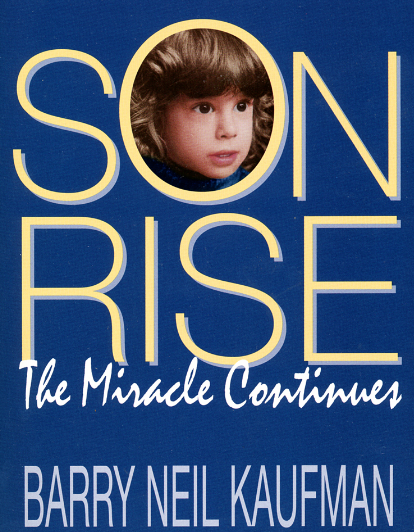 SON
RISE
The Miracle Continues
BARRY NEIL KAUFMAN